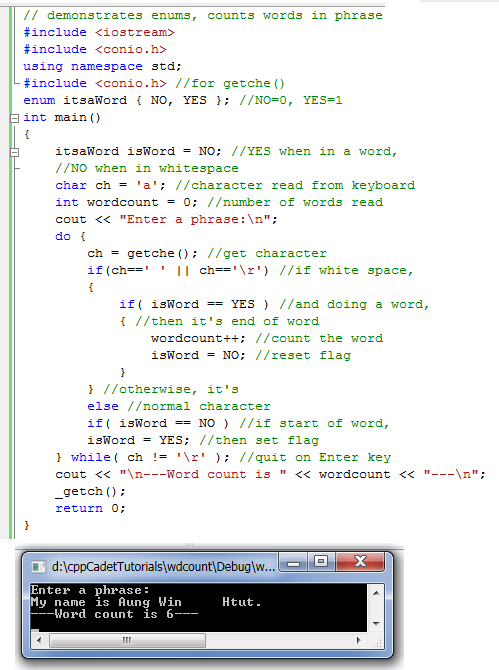 // demonstrates enums, counts words in phrase
#include <iostream>
#include <conio.h>
using namespace std;
#include <conio.h> //for getche()
enum itsaWord { NO, YES }; //NO=0, YES=1
int main()
{
    itsaWord isWord = NO; //YES when in a word,
    //NO when in whitespace
    char ch = 'a'; //character read from keyboard
    int wordcount = 0; //number of words read
    cout << "Enter a phrase:\n";
    do {
        ch = getche(); //get character
        if(ch==' ' || ch=='\r') //if white space,
        {
            if( isWord == YES ) //and doing a word,
            { //then it's end of word
                wordcount++; //count the word
                isWord = NO; //reset flag
            }
        } //otherwise, it's
        else //normal character
        if( isWord == NO ) //if start of word,
        isWord = YES; //then set flag
    } while( ch != '\r' ); //quit on Enter key
    cout << "\n---Word count is " << wordcount << "---\n";
    _getch();
    return 0;
}
d:\cppCadetTutorials\wdcount\Debug\w...
Enter a phrase:
My name is Aung Win     Htut.
---Word count is 6---